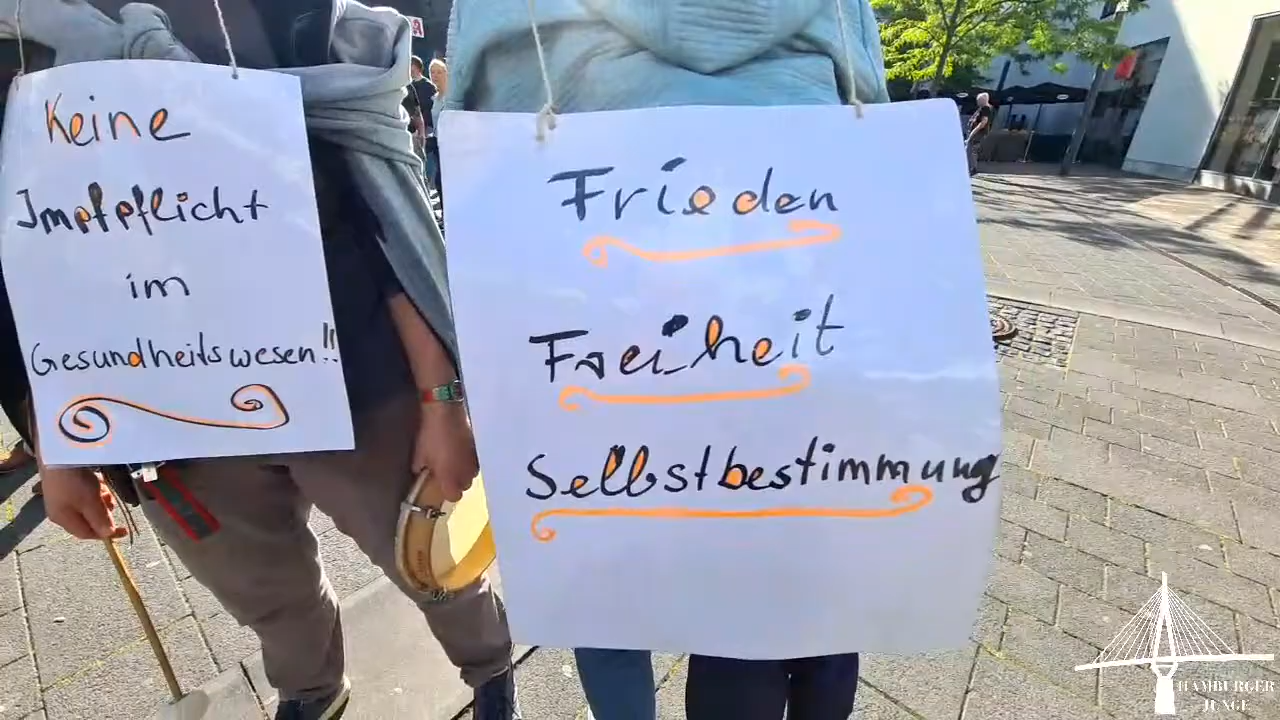 Keine
Impfpflicht
im
Gesundheitswesen!!
Frieden
Freiheit
Selbstbestimmung
HAMBURGER
JUNGE